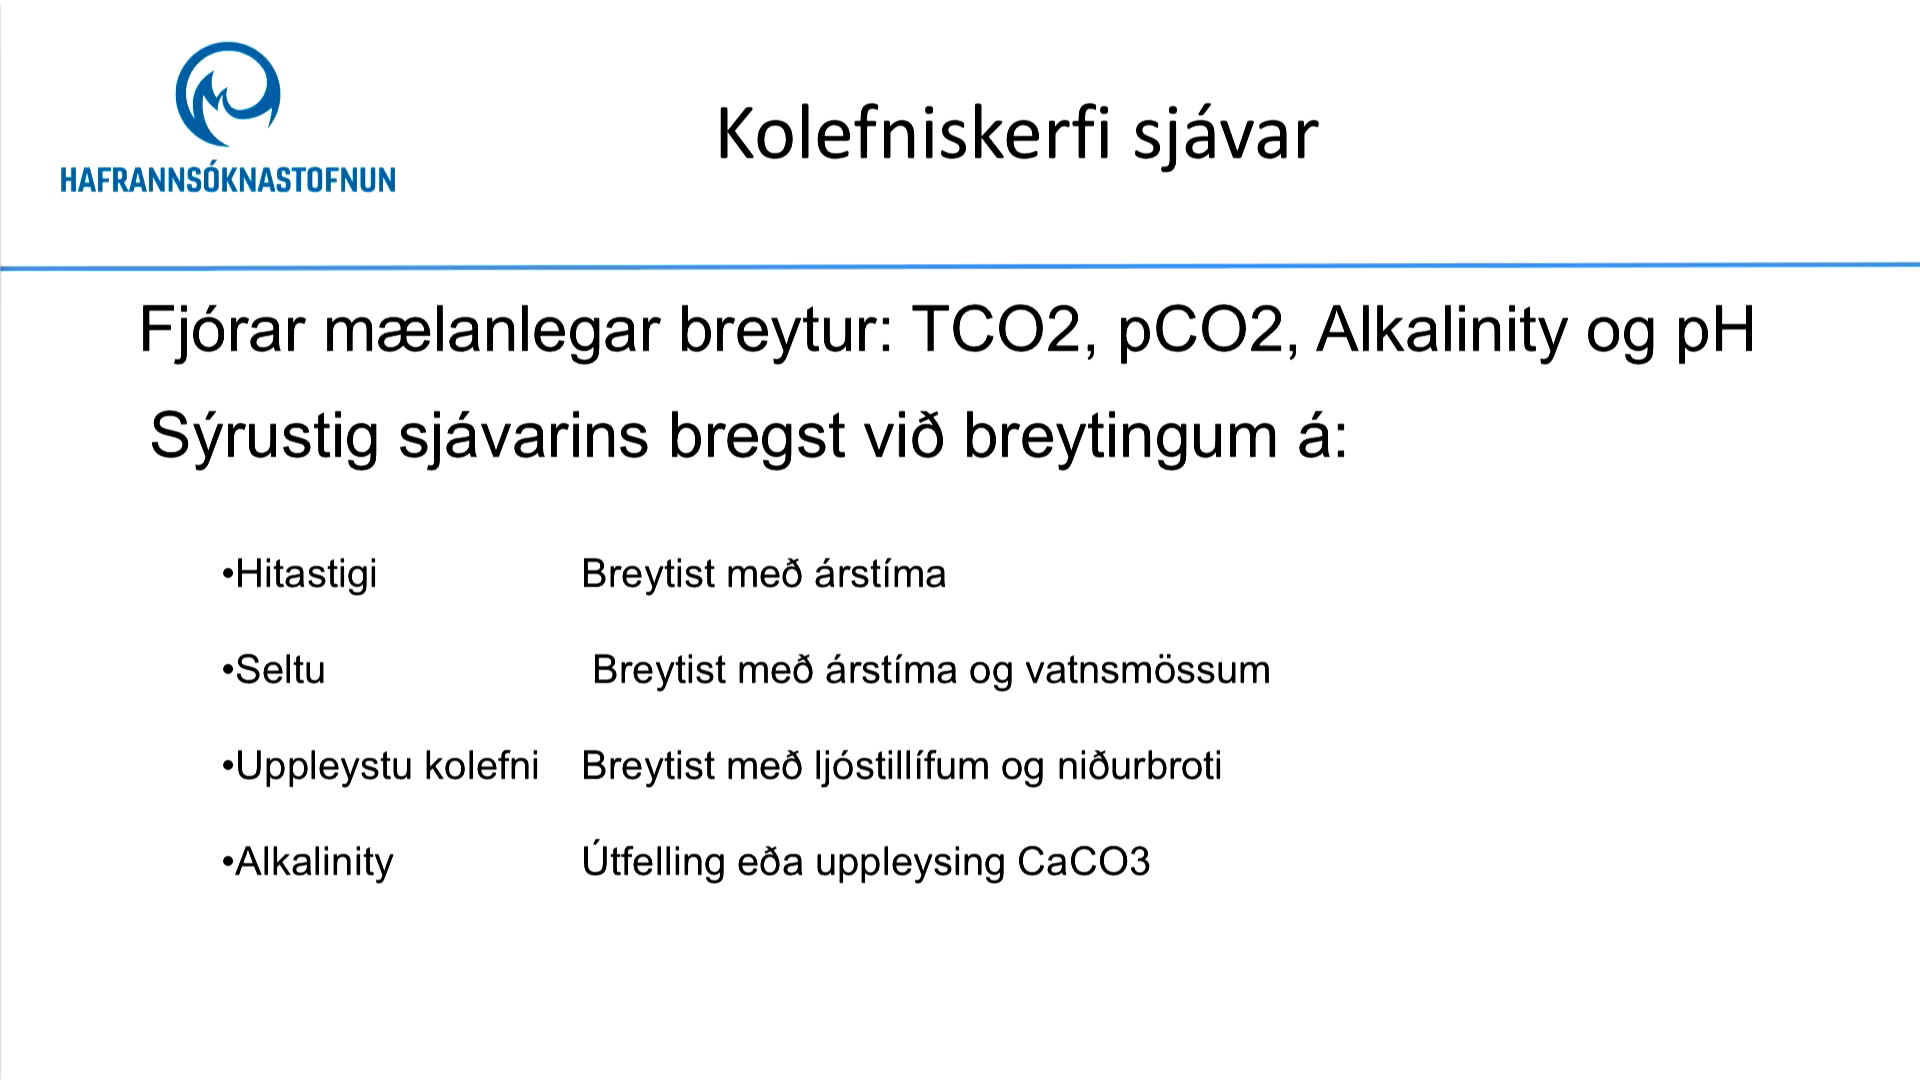 HAFRANNSÓKNASTOFNUN
Kolefniskerfi sjávar
Fjórar mælanlegar breytur: TCO2, pCO2, Alkalinity og pH
Sýrustig sjávarins bregst við breytingum á:
•Hitastigi Breytist með árstíma
•Seltu Breytist með árstíma og vatnsmössum
•Uppleystu kolefni Breytist með ljóstillífum og niðurbroti
•Alkalinity Útfelling eða uppleysing CaCO3